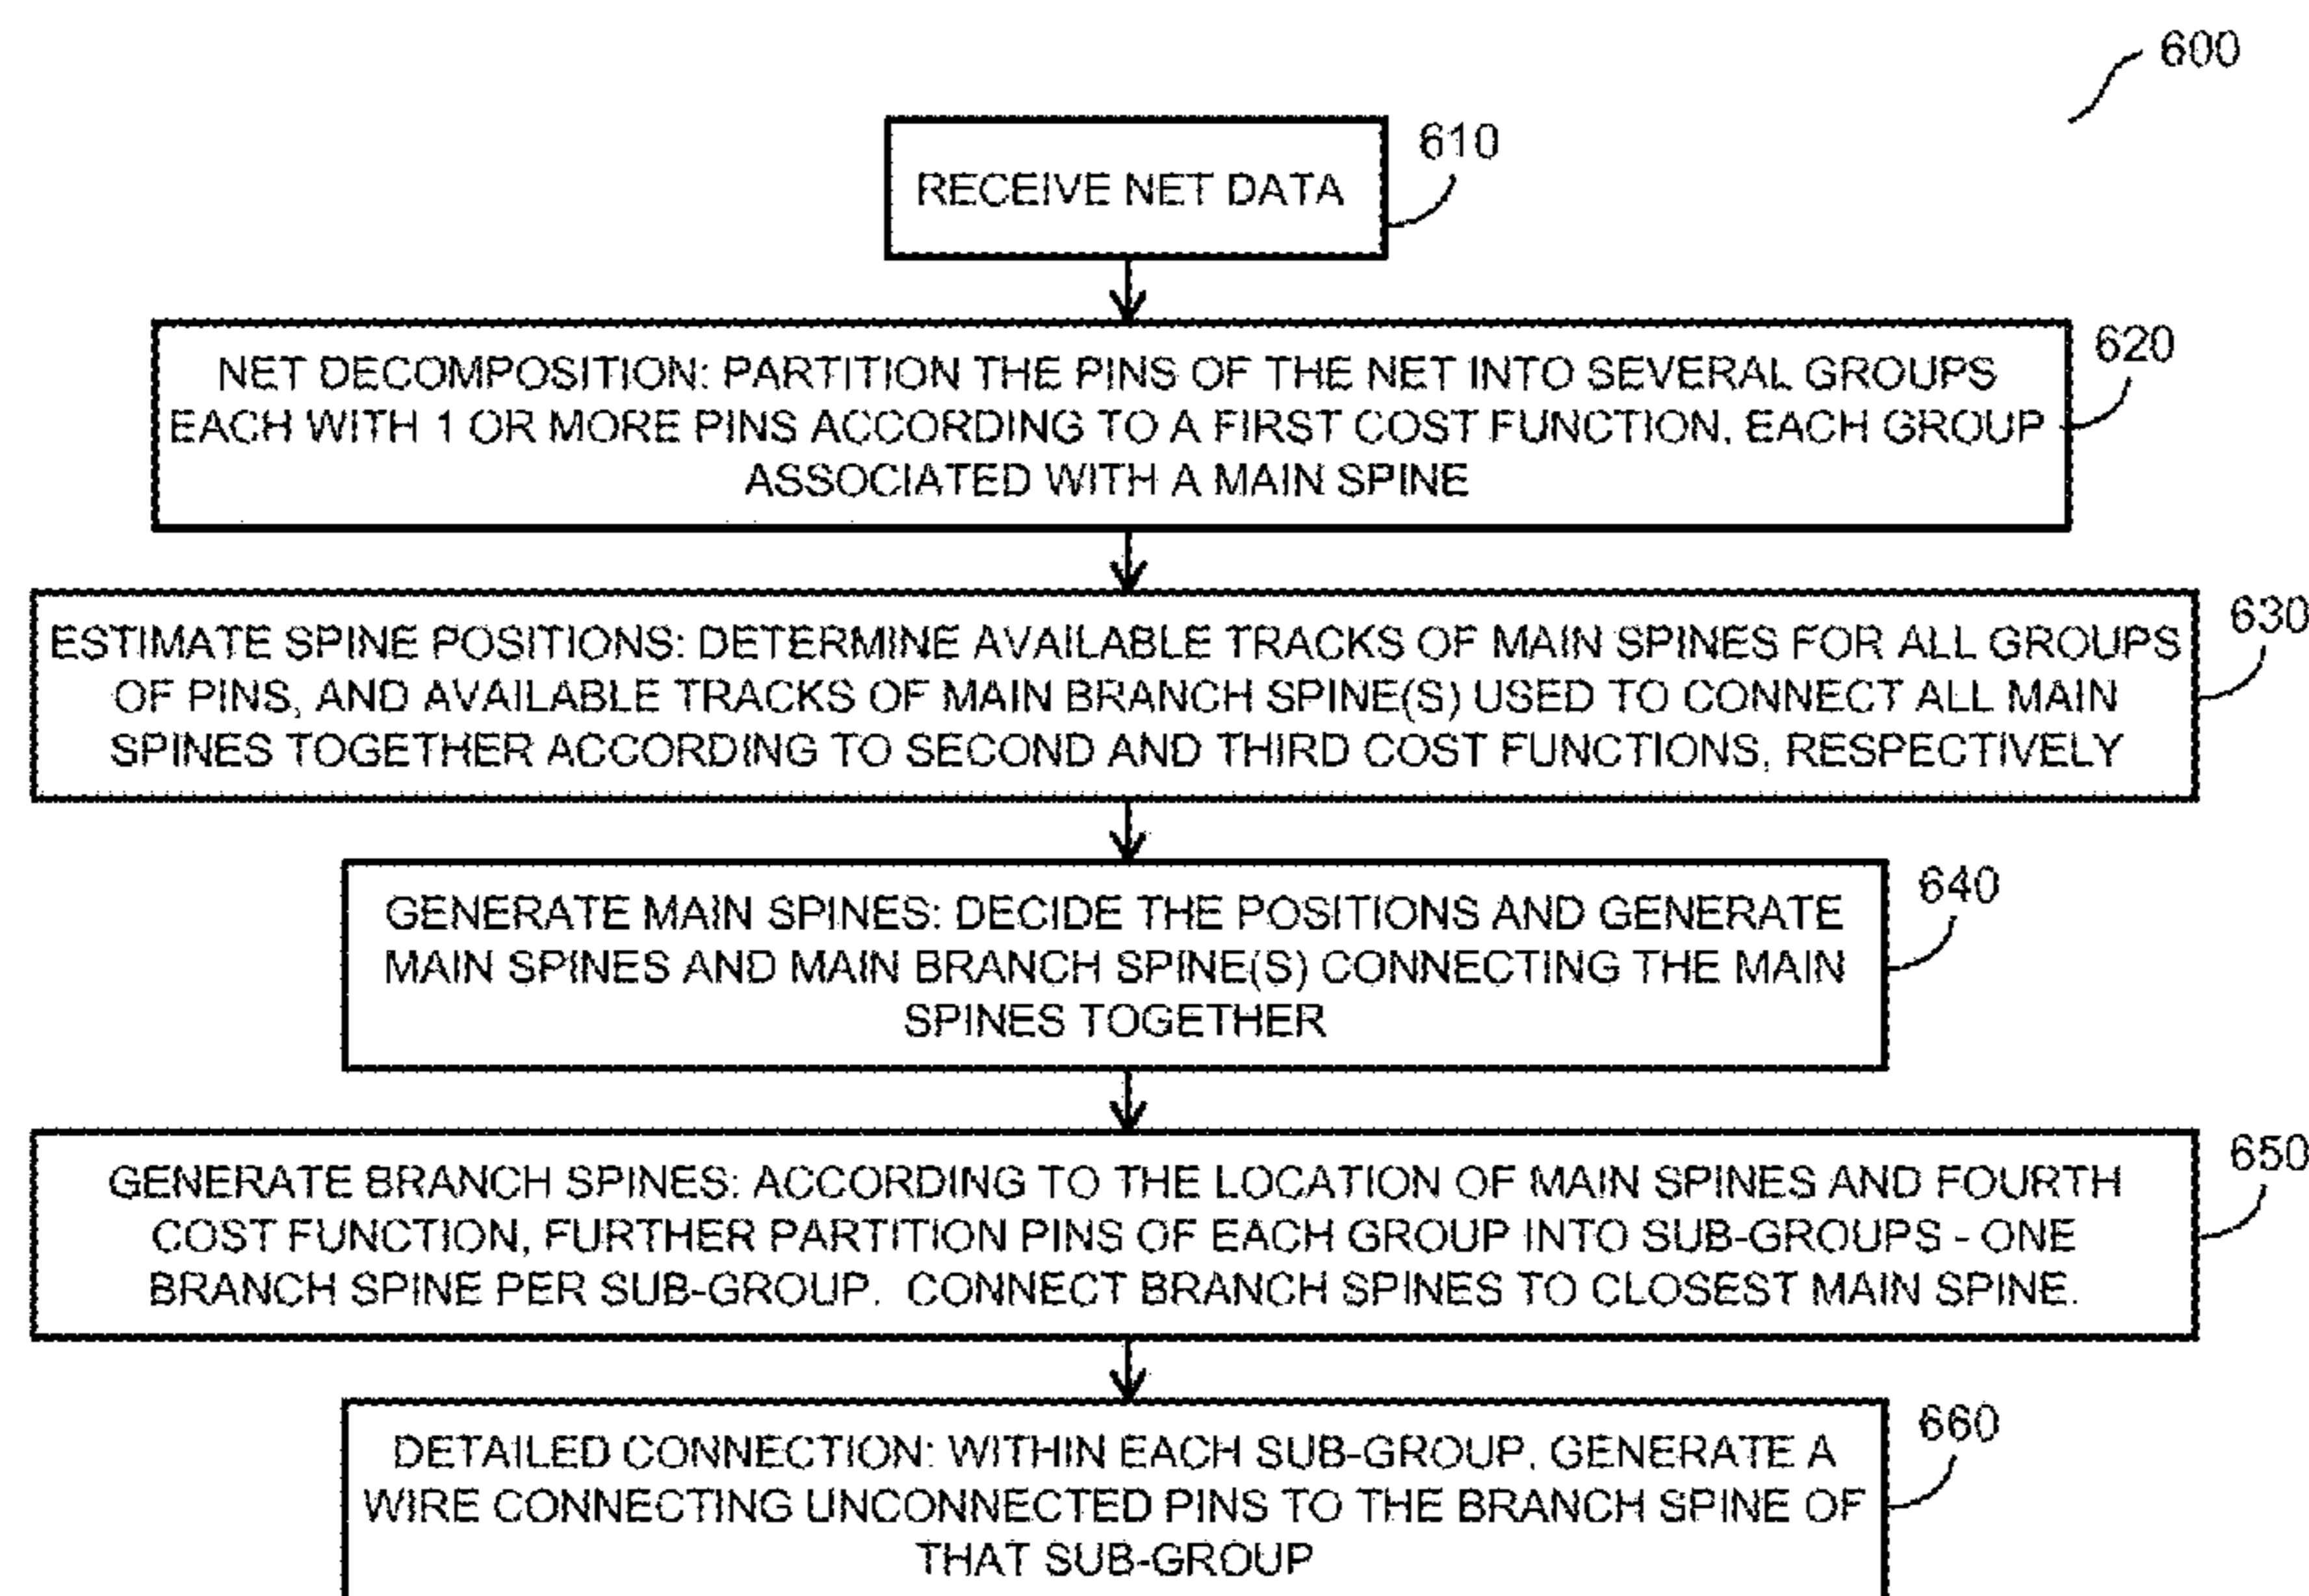 600
610
RECEIVE NET DATA
620
NET DECOMPOSITION: PARTITION THE PINS OF THE NET INTO SEVERAL GROUPS
EACH WITH 1 OR MORE PINS ACCORDING TO A FIRST COST FUNCTION, EACH GROUP
ASSOCIATED WITH A MAIN SPINE
630
ESTIMATE SPINE POSITIONS: DETERMINE AVAILABLE TRACKS OF MAIN SPINES FOR ALL GROUPS
OF PINS, AND AVAILABLE TRACKS OF MAIN BRANCH SPINE(S) USED TO CONNECT ALL MAIN
SPINES TOGETHER ACCORDING TO SECOND AND THIRD COST FUNCTIONS, RESPECTIVELY
640
GENERATE MAIN SPINES: DECIDE THE POSITIONS AND GENERATE
MAIN SPINES AND MAIN BRANCH SPINE(S) CONNECTING THE MAIN
SPINES TOGETHER
650
GENERATE BRANCH SPINES: ACCORDING TO THE LOCATION OF MAIN SPINES AND FOURTH
COST FUNCTION, FURTHER PARTITION PINS OF EACH GROUP INTO SUB-GROUPS - ONE
BRANCH SPINE PER SUB-GROUP. CONNECT BRANCH SPINES TO CLOSEST MAIN SPINE.
660
DETAILED CONNECTION: WITHIN EACH SUB-GROUP, GENERATE A
WIRE CONNECTING UNCONNECTED PINS TO THE BRANCH SPINE OF
THAT SUB-GROUP